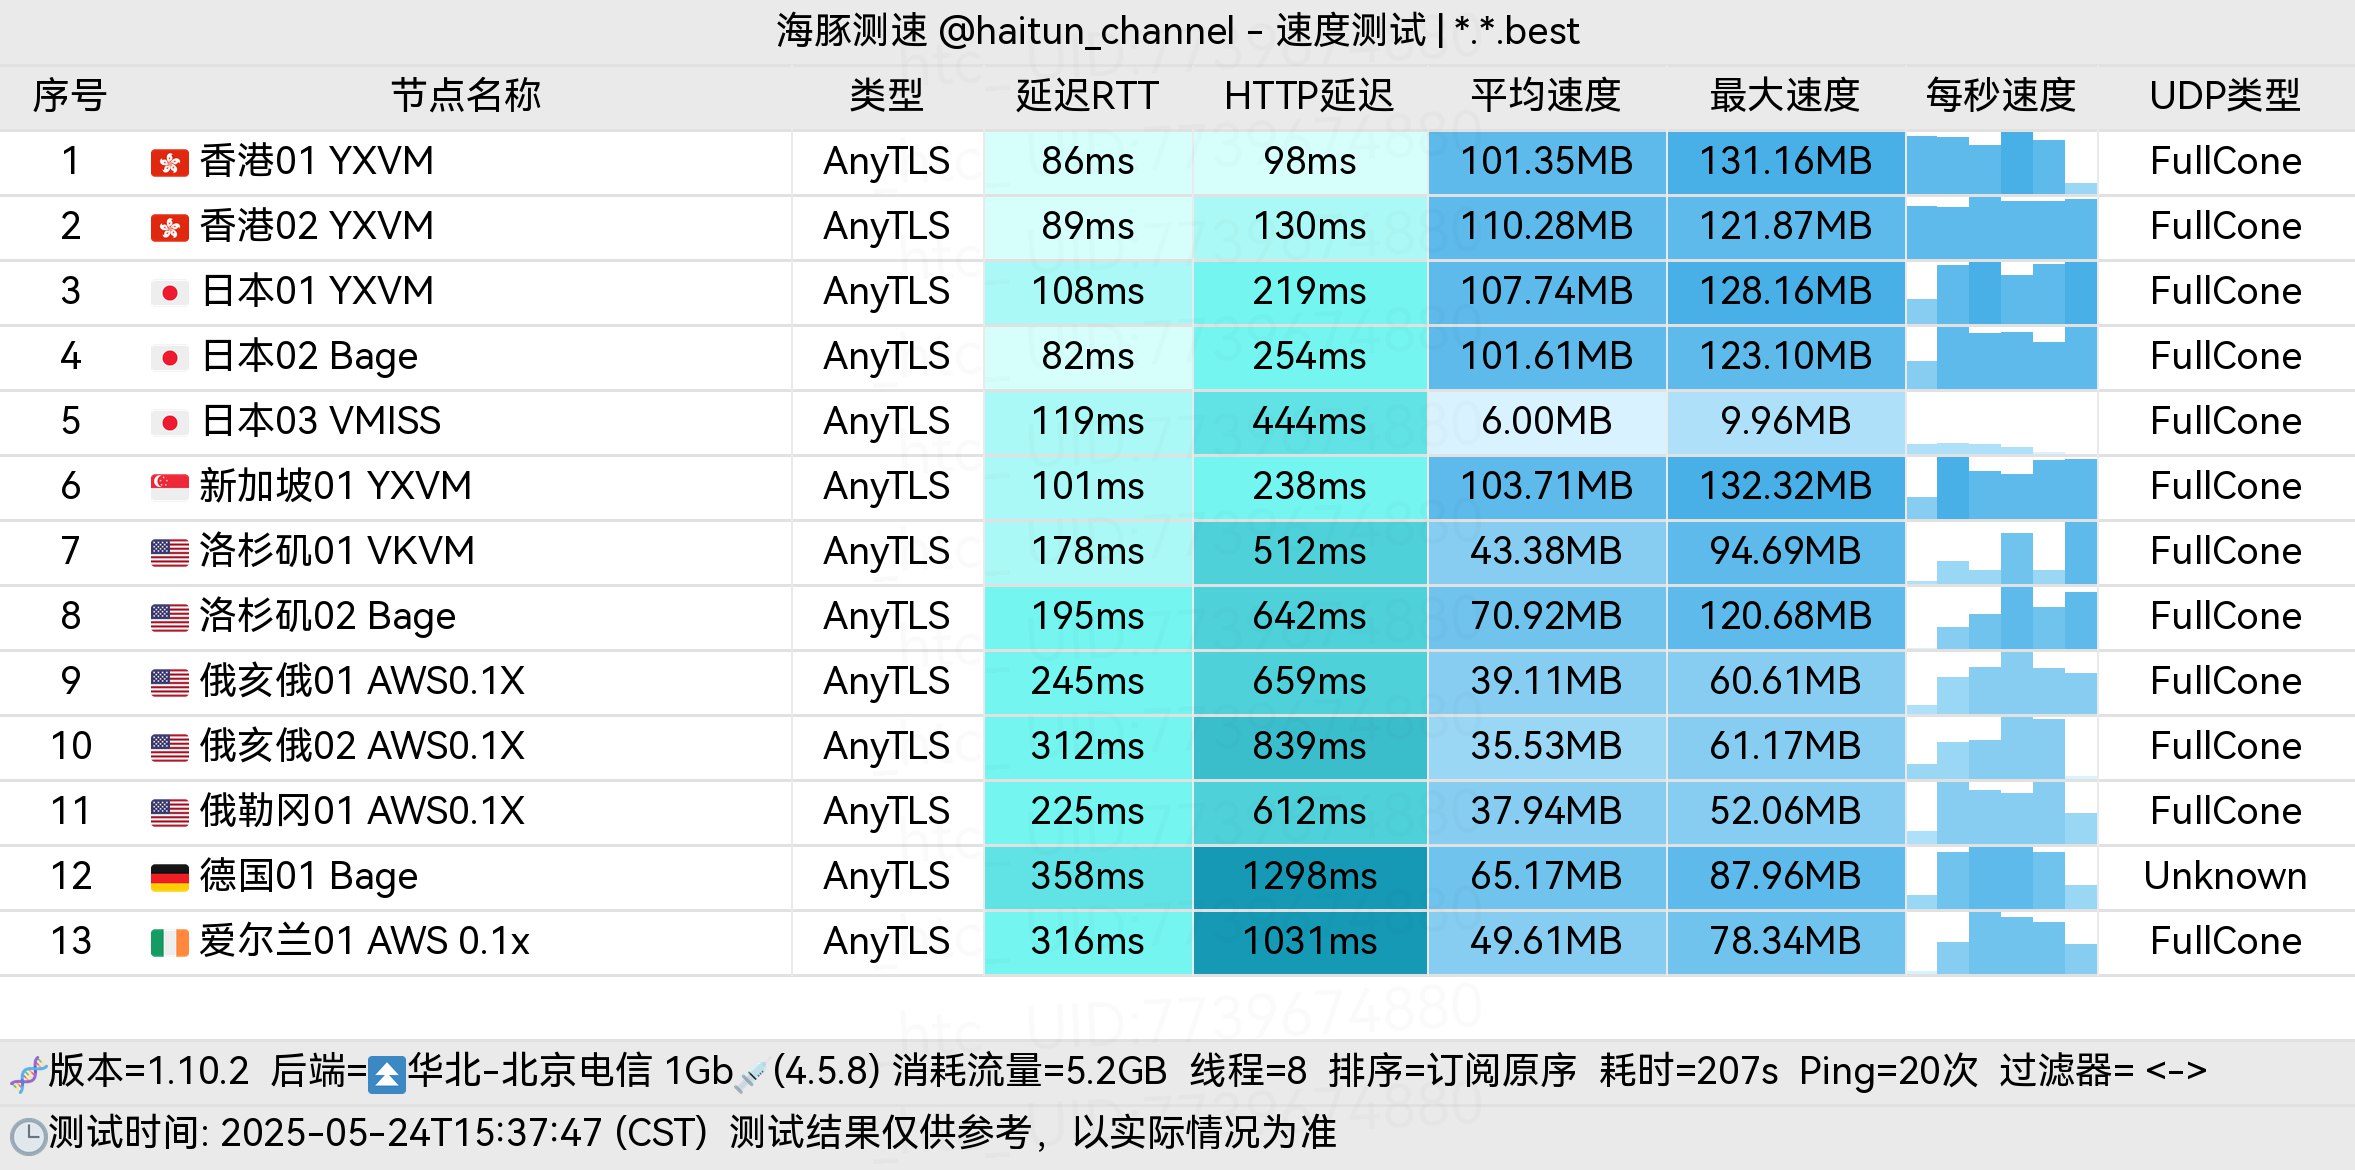 海豚测速 @haitun_channel - 速度测试 | *.*.best
序号 节点名称 类型 延迟RTT HTTP延迟 平均速度 最大速度 每秒速度 UDP类型
1 香港01 YXVM AnyTLS 86ms 98ms 101.35MB 131.16MB FullCone
2 香港02 YXVM AnyTLS 89ms 130ms 110.28MB 121.87MB FullCone
3 日本01 YXVM AnyTLS 108ms 219ms 107.74MB 128.16MB FullCone
4 日本02 Bage AnyTLS 82ms 254ms 101.61MB 123.10MB FullCone
5 日本03 VMISS AnyTLS 119ms 444ms 6.00MB 9.96MB FullCone
6 新加坡01 YXVM AnyTLS 101ms 238ms 103.71MB 132.32MB FullCone
7 洛杉矶01 VKVM AnyTLS 178ms 512ms 43.38MB 94.69MB FullCone
8 洛杉矶02 Bage AnyTLS 195ms 642ms 70.92MB 120.68MB FullCone
9 俄亥俄01 AWS0.1X AnyTLS 245ms 659ms 39.11MB 60.61MB FullCone
10 俄亥俄02 AWS0.1X AnyTLS 312ms 839ms 35.53MB 61.17MB FullCone
11 俄勒冈01 AWS0.1X AnyTLS 225ms 612ms 37.94MB 52.06MB FullCone
12 德国01 Bage AnyTLS 358ms 1298ms 65.17MB 87.96MB Unknown
13 爱尔兰01 AWS 0.1x AnyTLS 316ms 1031ms 49.61MB 78.34MB FullCone
htc_ UID:7739674880
版本=1.10.2 后端=华北-北京电信 1Gb(4.5.8) 消耗流量=5.2GB 线程=8 排序=订阅原序 耗时=207s Ping=20次 过滤器= <->
测试时间: 2025-05-24T15:37:47 (CST) 测试结果仅供参考，以实际情况为准